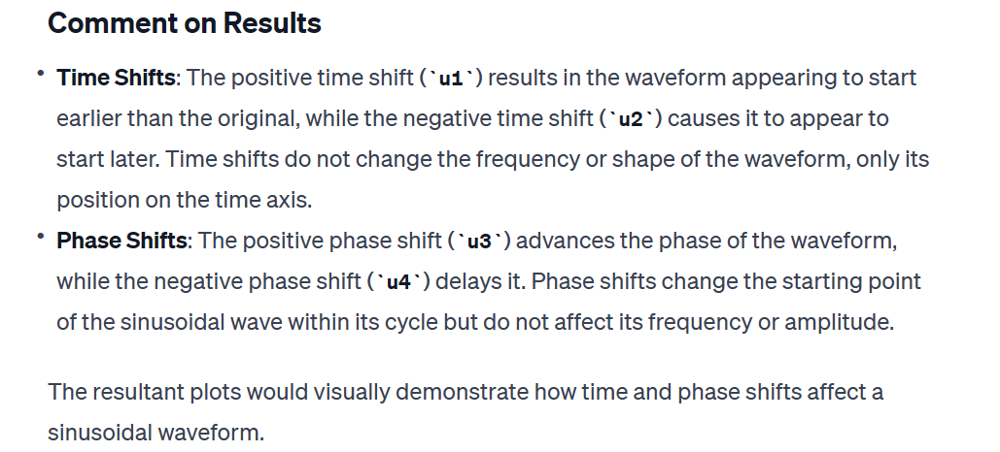 Comment on Results
• Time Shifts: The positive time shift (`u1`) results in the waveform appearing to start
earlier than the original, while the negative time shift (`u2`) causes it to appear to
start later. Time shifts do not change the frequency or shape of the waveform, only its
position on the time axis.
• Phase Shifts: The positive phase shift (`u3`) advances the phase of the waveform,
while the negative phase shift (`u4`) delays it. Phase shifts change the starting point
of the sinusoidal wave within its cycle but do not affect its frequency or amplitude.
The resultant plots would visually demonstrate how time and phase shifts affect a
sinusoidal waveform.